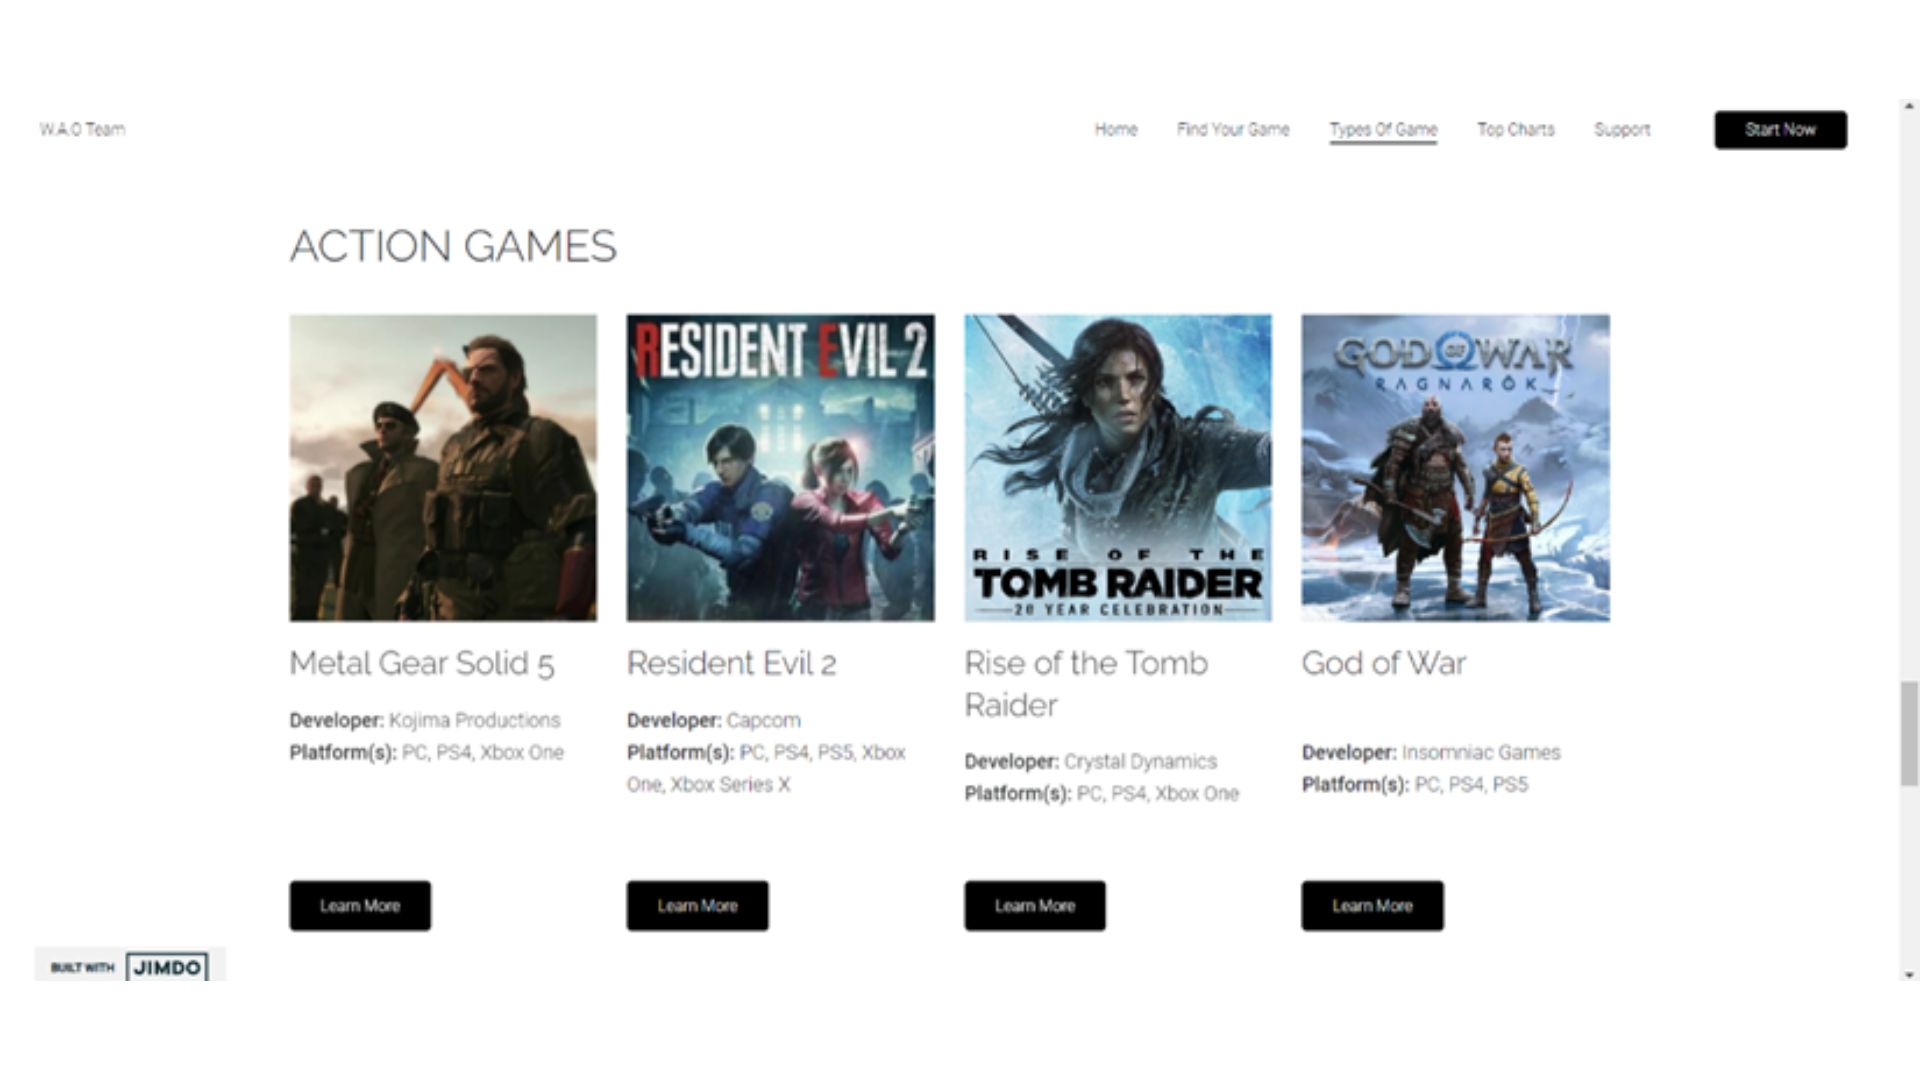 W.A.O Team
Home
Find Your Game
Types Of Game
Top Charts
Support
Start Now
ACTION GAMES
RESIDENT EVIL 2
RISE OF THE
TOMB RAIDER
20 YEAR CELEBRATION
GOD OF WAR
RAGNARÖK
Metal Gear Solid 5
Developer: Kojima Productions
Platform(s): PC, PS4, Xbox One
Learn More
Resident Evil 2
Developer: Capcom
Platform(s): PC, PS4, PS5, Xbox
One, Xbox Series X
Learn More
Rise of the Tomb
Raider
Developer: Crystal Dynamics
Platform(s): PC, PS4, Xbox One
Learn More
God of War
Developer: Insomniac Games
Platform(s): PC, PS4, PS5
Learn More
BUILT WITH JIMDO